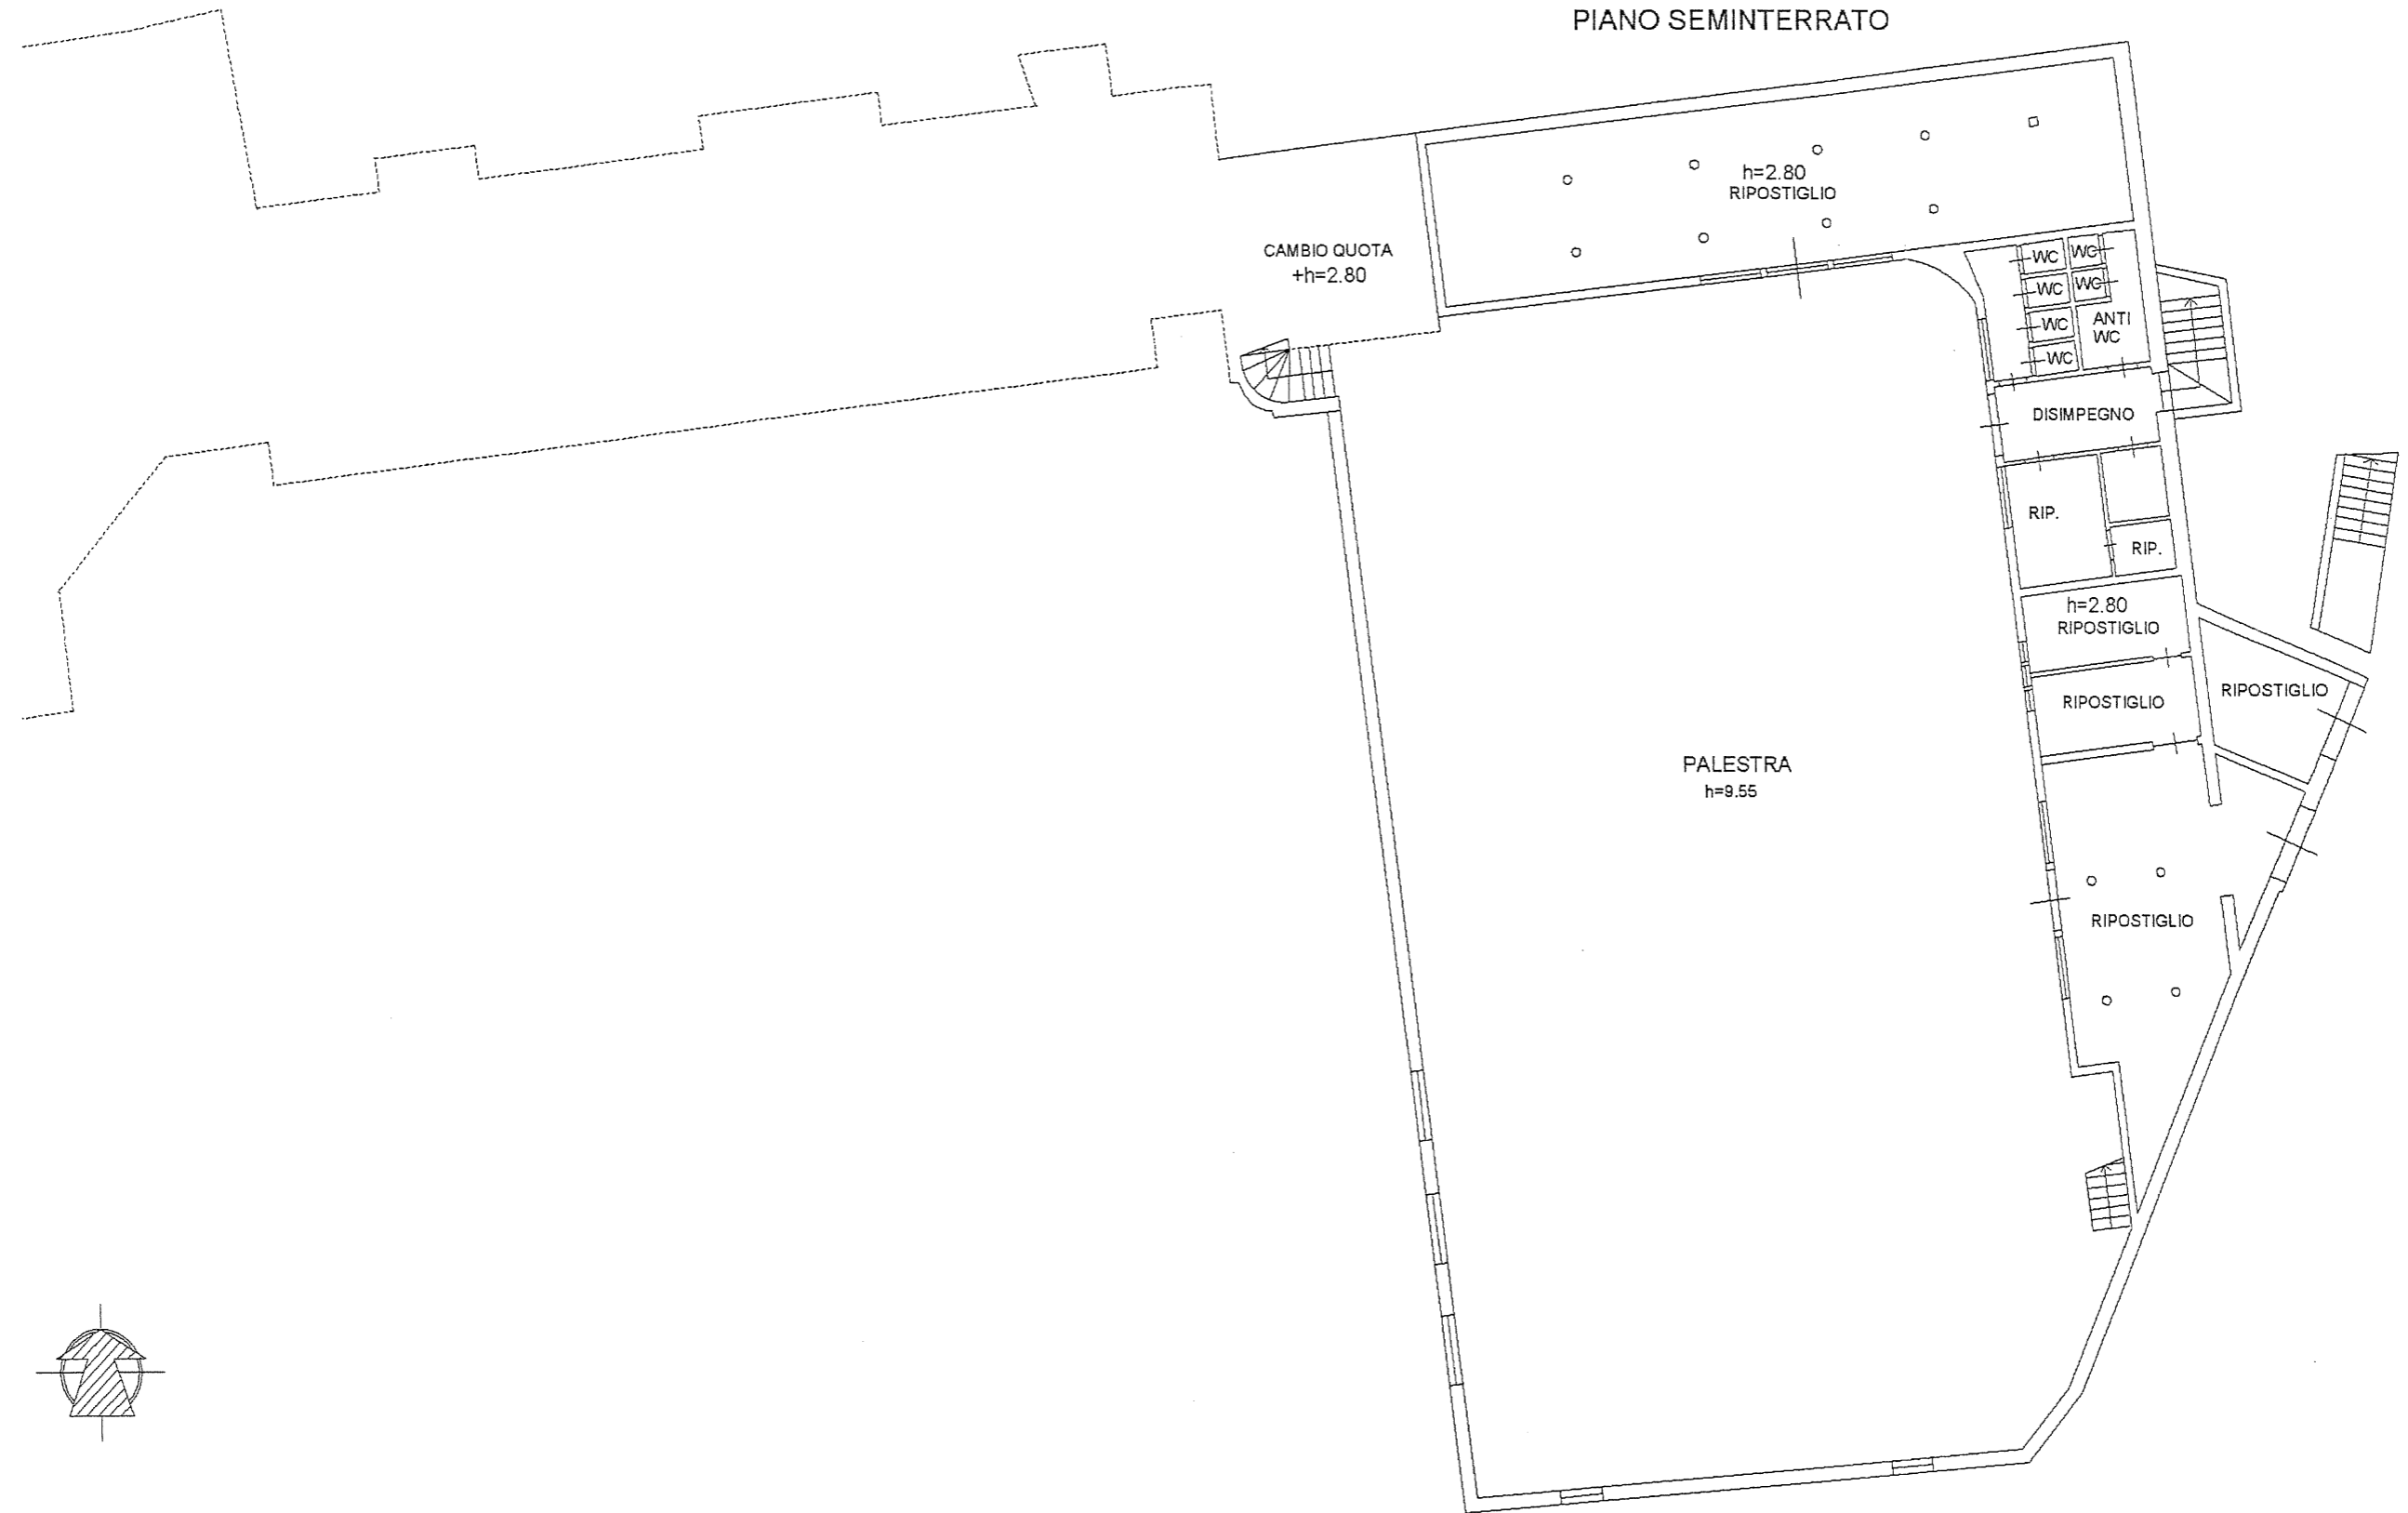 PIANO SEMINTERRATO
h=2.80
RIPOSTIGLIO
CAMBIO QUOTA
+h=2.80
WC
WC
WC
WC
WC
WC
ANTI
WC
DISIMPEGNO
RIP.
RIP.
h=2.80
RIPOSTIGLIO
RIPOSTIGLIO
RIPOSTIGLIO
PALESTRA
h=9.55
RIPOSTIGLIO